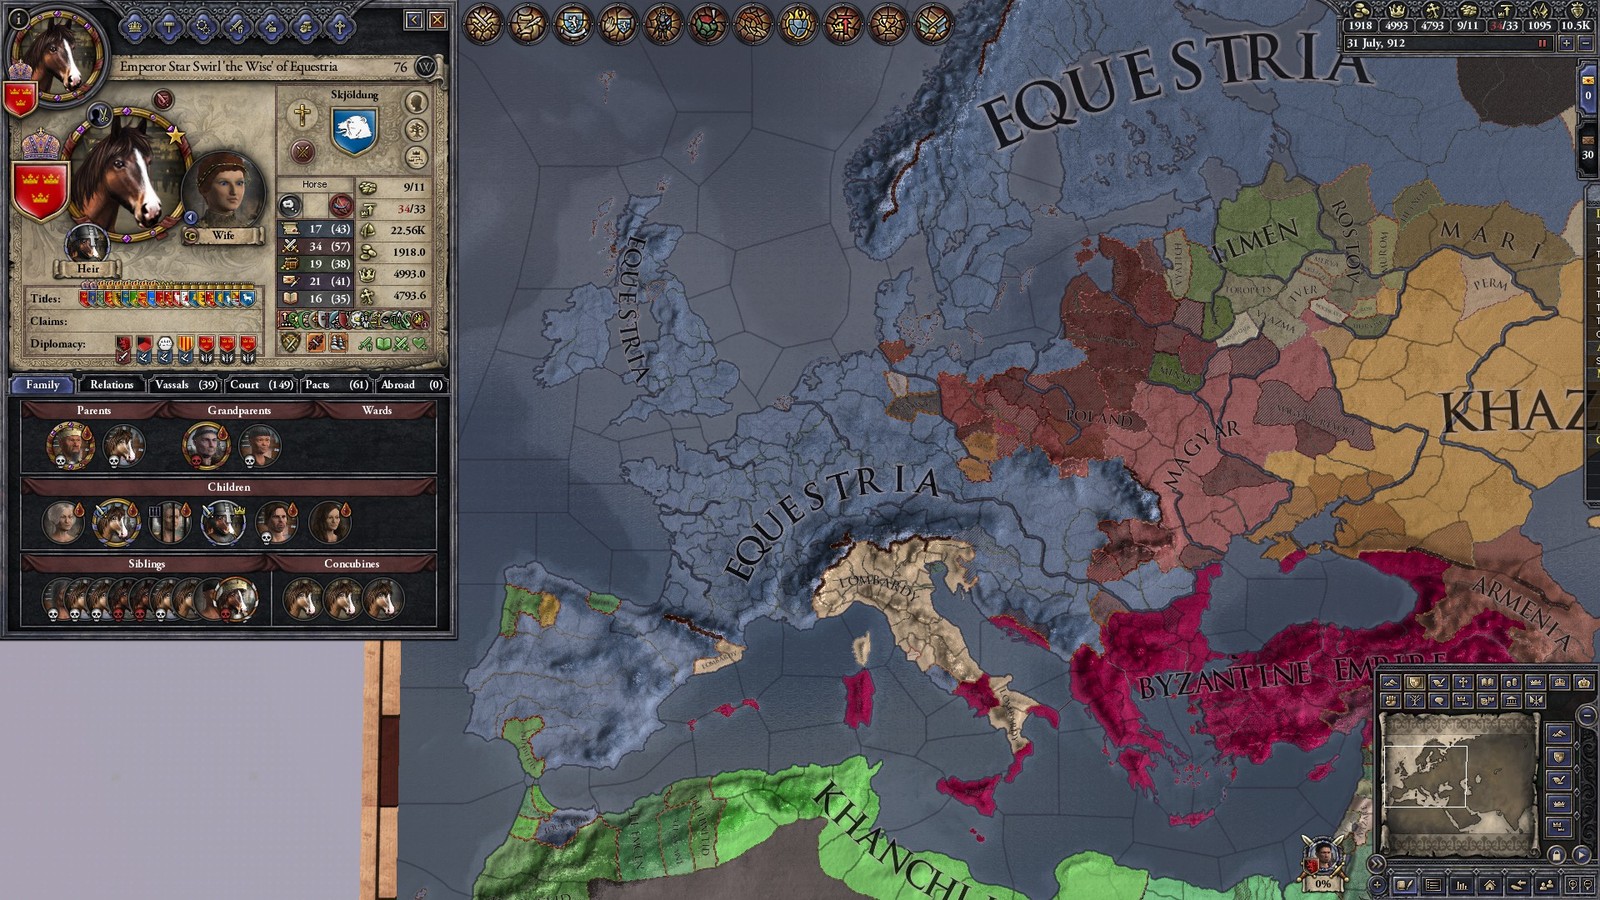 Emperor Star Swirl 'the Wise' of Equestria 76
Skjöldung
Wife
Heir
Horse
9/11
34/33
17 (43)
22.56K
34 (57)
1918.0
19 (38)
4993.0
21 (41)
4793.6
16 (35)
Titles:
Claims:
Diplomacy:
Family Relations Vassals (39) Court (149) Pacts (61) Abroad (0)
Parents Grandparents Wards
Children
Siblings Concubines
1918 4993 4793 9/11 34/33 1095 10.5K
31 July, 912
0
30
EQUESTRIA
EQUESTRIA
EQUESTRIA
ILMEN
ROSTOV
MARI
PERM
TVER
VYAZMA
MINSK
POLAND
MAGYAR
KHAZ
LOMBARDY
ARMENIA
BYZANTINE EMPIRE
KHANCHI
0%